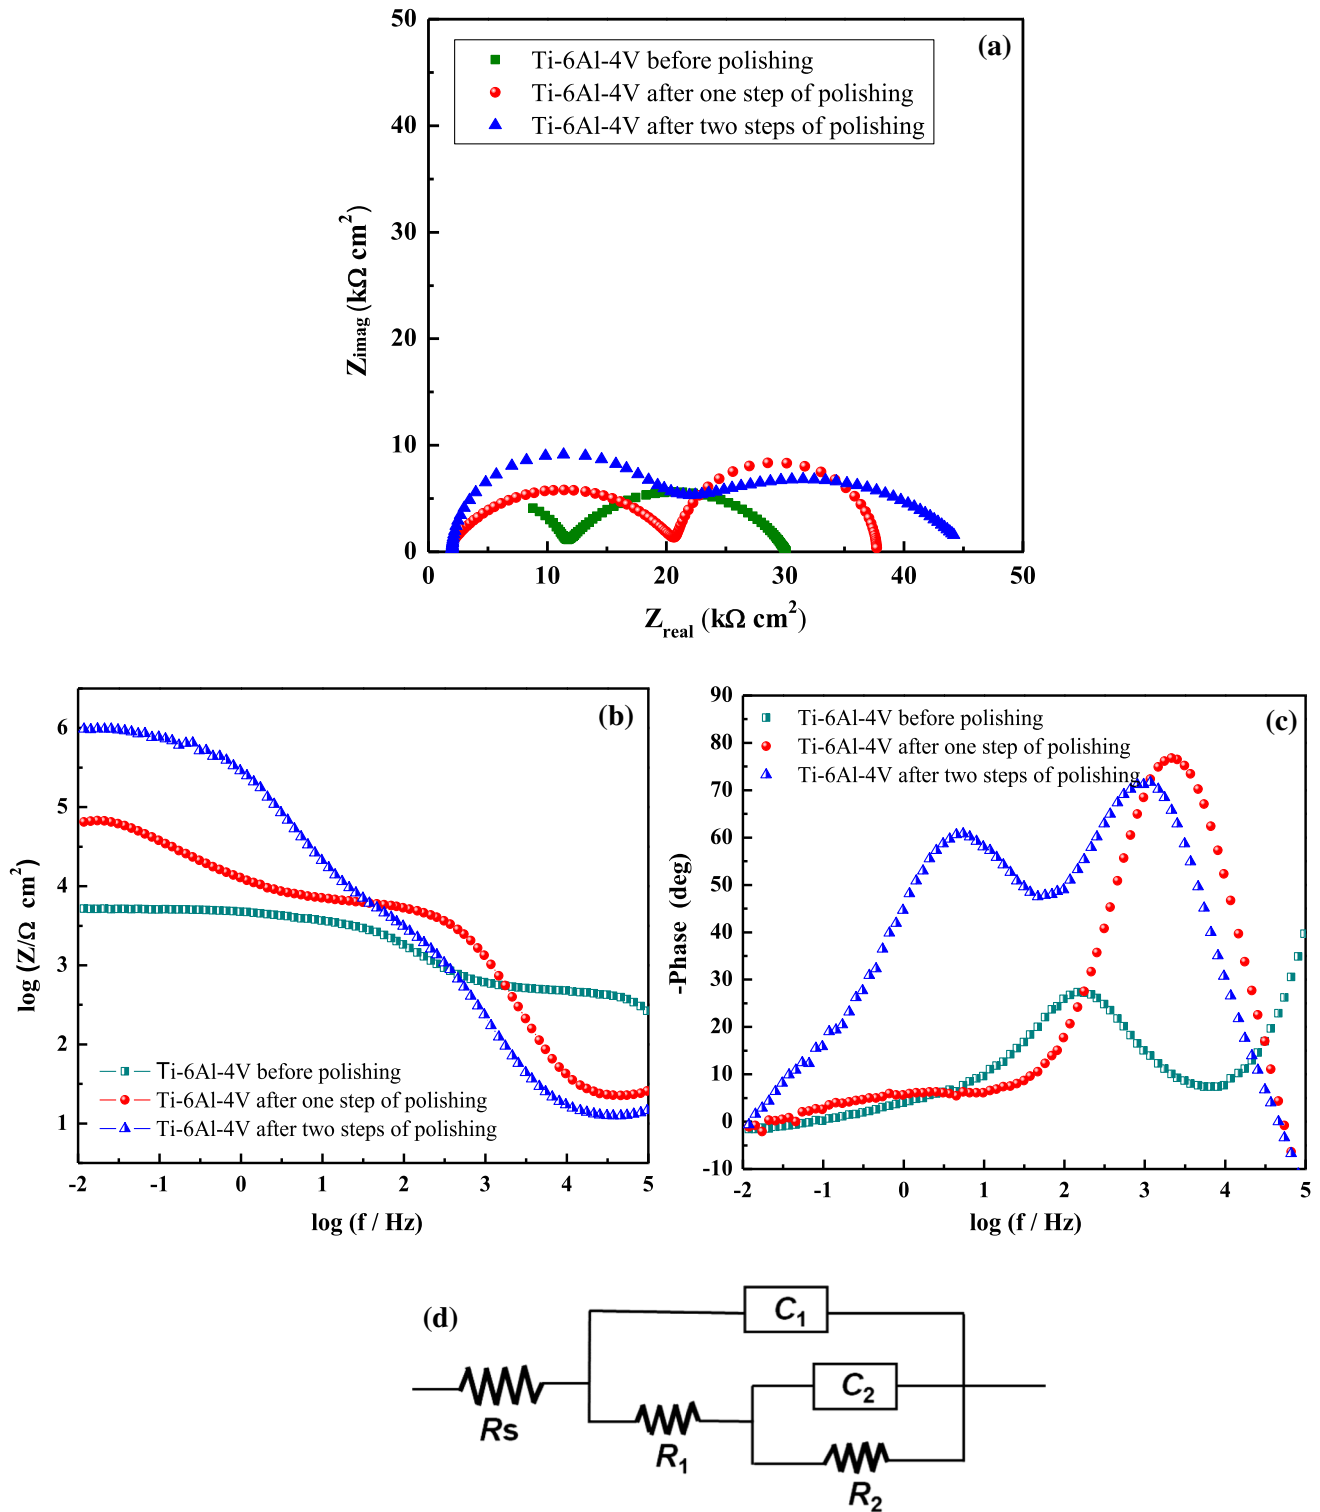 (a)
Ti-6Al-4V before polishing
Ti-6Al-4V after one step of polishing
Ti-6Al-4V after two steps of polishing
50
40
30
20
10
0
Zimag (kΩ cm²)
0 10 20 30 40 50
Zreal (kΩ cm²)
(b)
6
5
4
3
2
1
log (Z/Ω cm²)
Ti-6Al-4V before polishing
Ti-6Al-4V after one step of polishing
Ti-6Al-4V after two steps of polishing
-2 -1 0 1 2 3 4 5
log (f / Hz)
(c)
Ti-6Al-4V before polishing
Ti-6Al-4V after one step of polishing
Ti-6Al-4V after two steps of polishing
90
80
70
60
50
40
30
20
10
0
-10
-Phase (deg)
-2 -1 0 1 2 3 4 5
log (f / Hz)
(d)
C1
C2
Rs
R1
R2